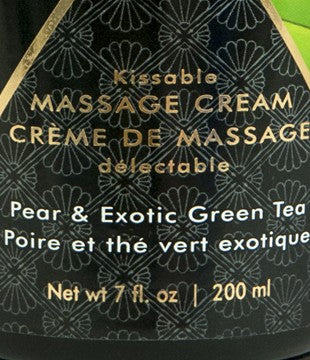 Kissable
MASSAGE CREAM
CRÈME DE MASSAGE
délectable
Pear & Exotic Green Tea
Poire et thé vert exotique
Net wt 7 fl. oz | 200 ml